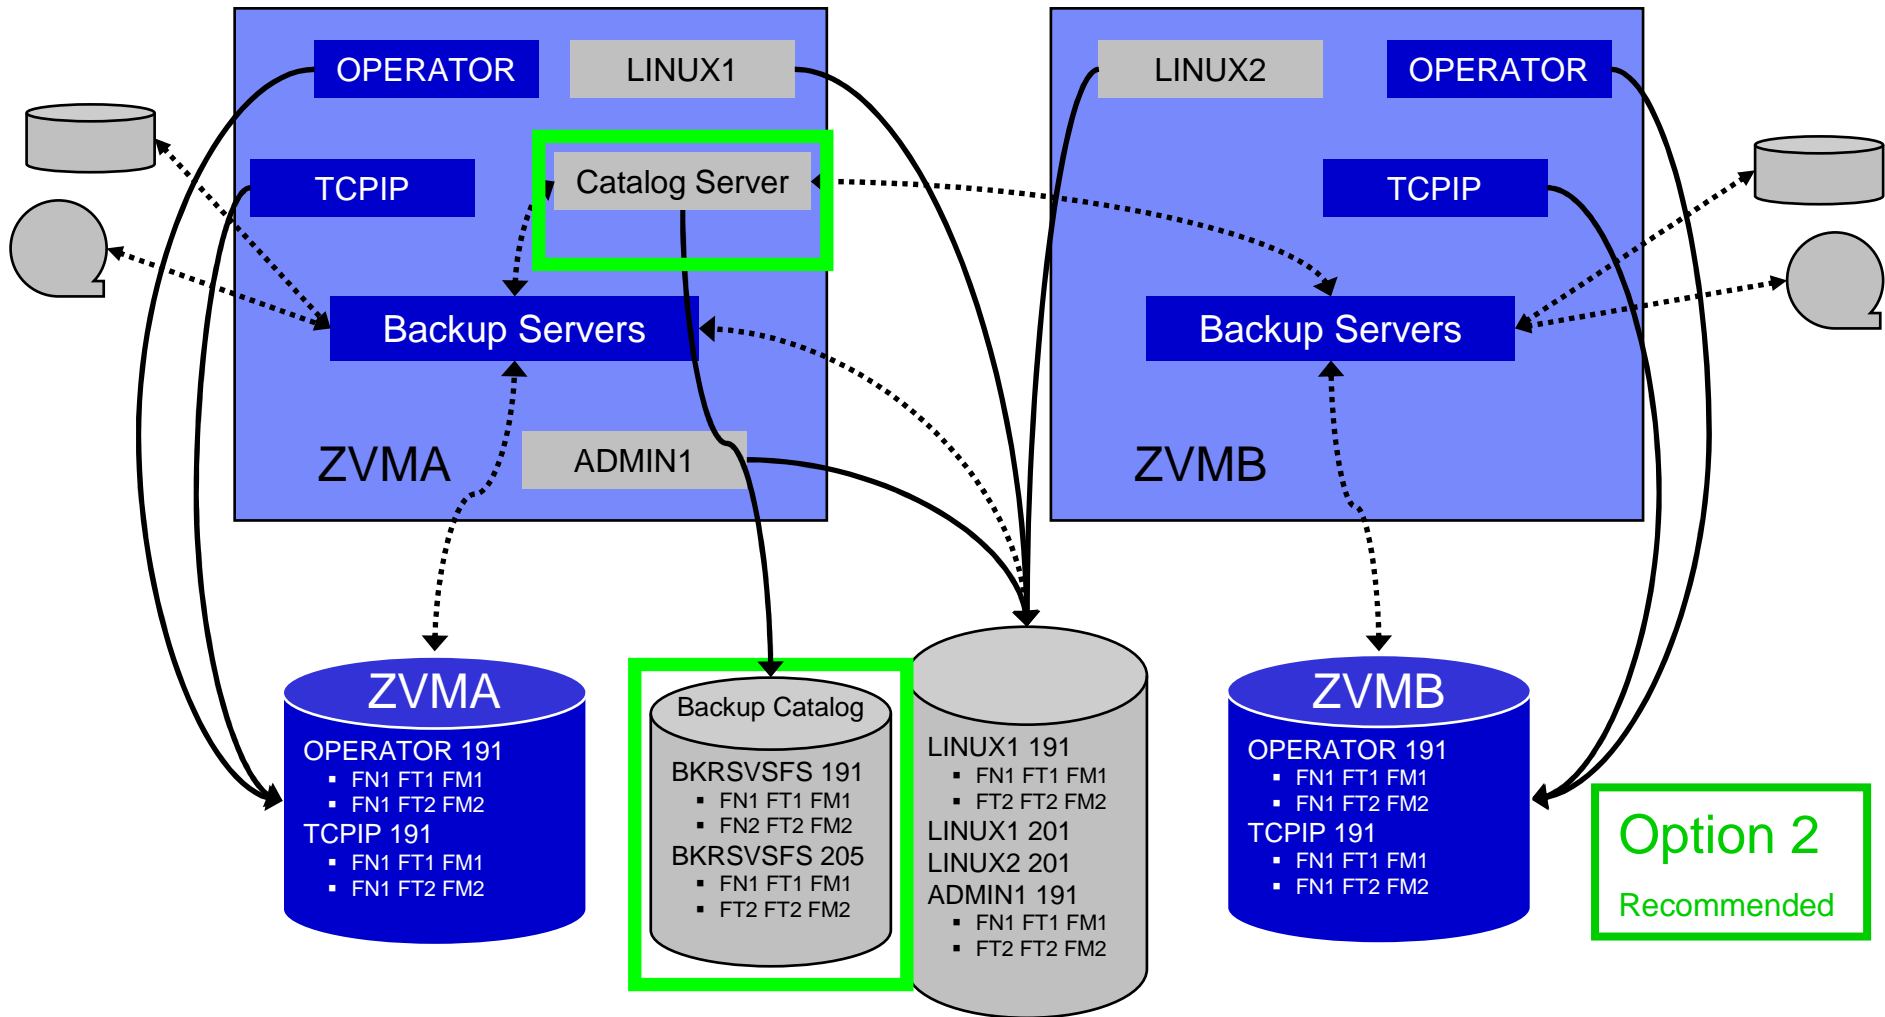 OPERATOR
LINUX1
LINUX2
OPERATOR
TCPIP
Catalog Server
TCPIP
Backup Servers
Backup Servers
ZVMA
ADMIN1
ZVMB
ZVMA
OPERATOR 191
▪ FN1 FT1 FM1
▪ FN1 FT2 FM2
TCPIP 191
▪ FN1 FT1 FM1
▪ FN1 FT2 FM2
Backup Catalog
BKRSVSFS 191
▪ FN1 FT1 FM1
▪ FN2 FT2 FM2
BKRSVSFS 205
▪ FN1 FT1 FM1
▪ FT2 FT2 FM2
LINUX1 191
▪ FN1 FT1 FM1
▪ FT2 FT2 FM2
LINUX1 201
LINUX2 201
ADMIN1 191
▪ FN1 FT1 FM1
▪ FT2 FT2 FM2
ZVMB
OPERATOR 191
▪ FN1 FT1 FM1
▪ FN1 FT2 FM2
TCPIP 191
▪ FN1 FT1 FM1
▪ FN1 FT2 FM2
Option 2
Recommended